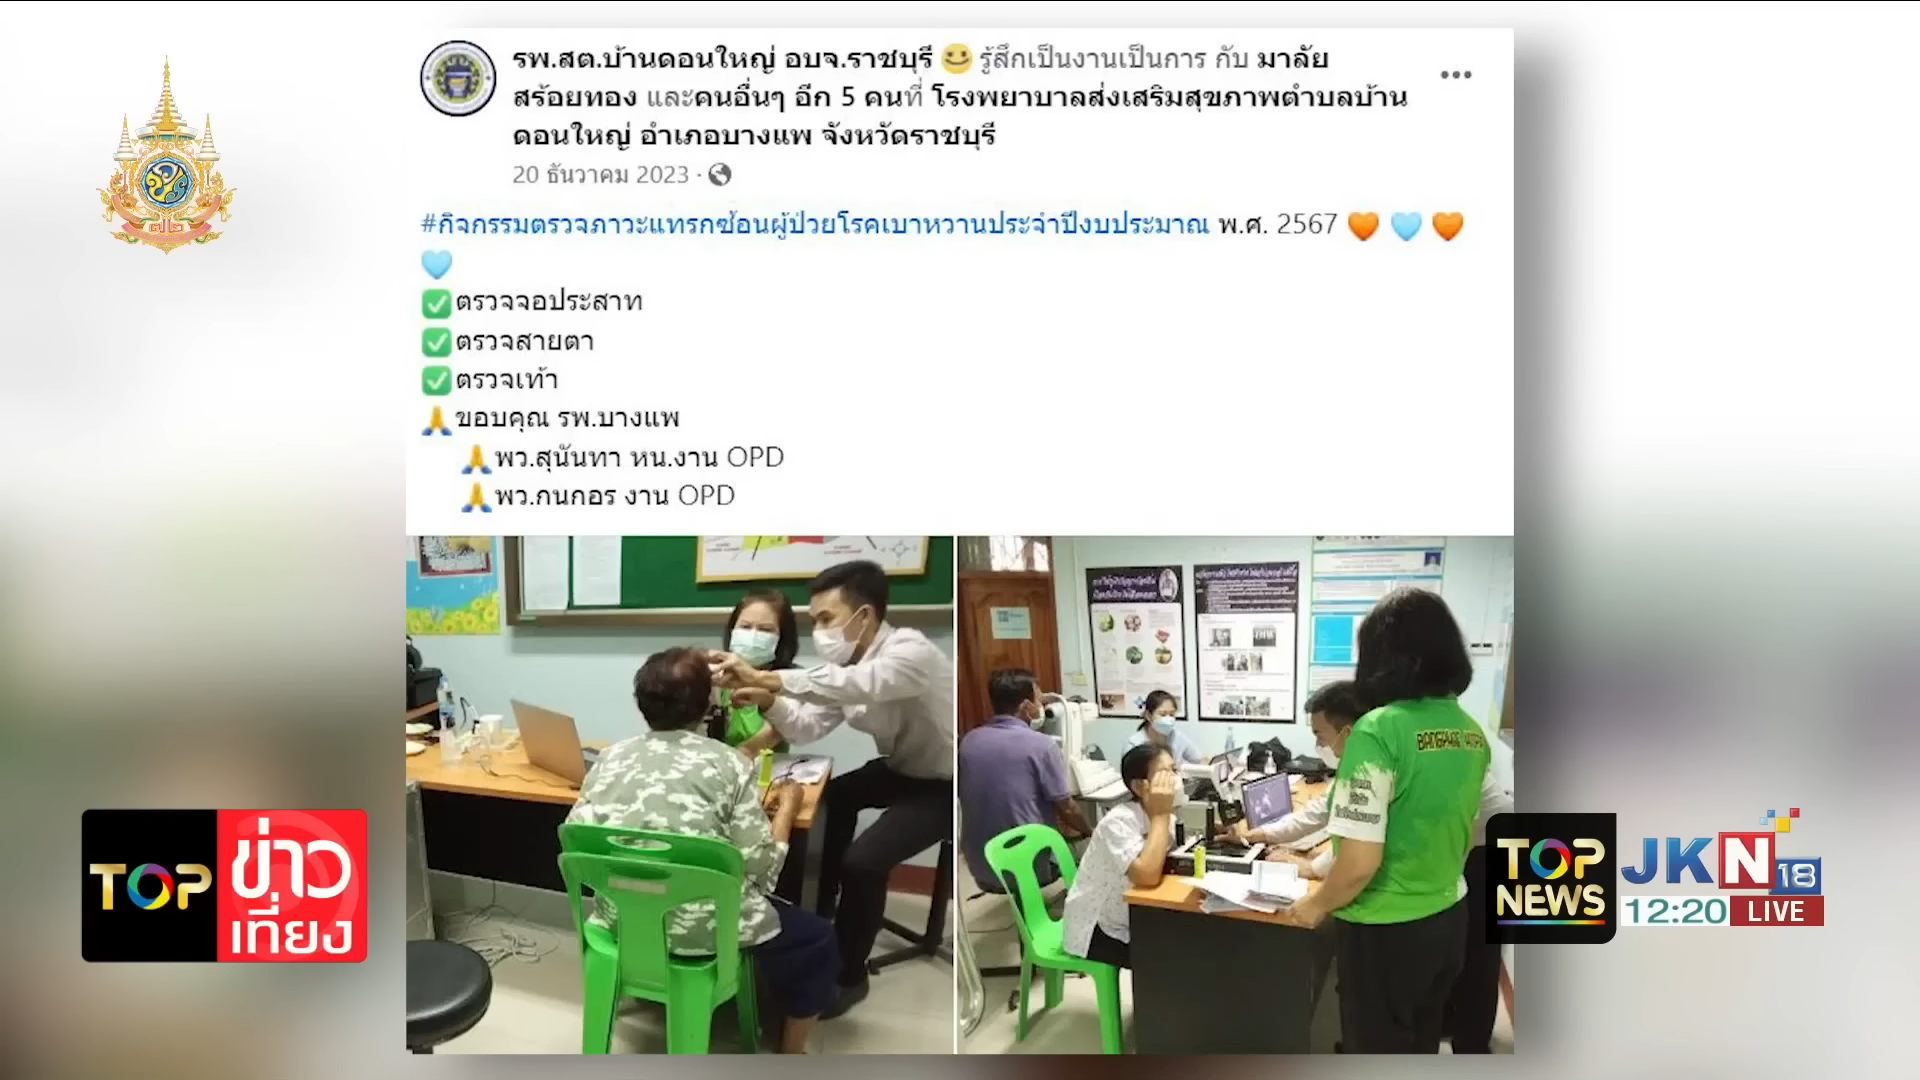 รพ.สต.บ้านดอนใหญ่ อบจ.ราชบุรี 😀 รู้สึกเป็นงานเป็นการ กับ มาลัย
สร้อยทอง และคนอื่นๆ อีก 5 คนที่ โรงพยาบาลส่งเสริมสุขภาพตำบลบ้าน
ดอนใหญ่ อำเภอบางแพ จังหวัดราชบุรี
20 ธันวาคม 2023 ·
#กิจกรรมตรวจภาวะแทรกซ้อนผู้ป่วยโรคเบาหวานประจำปีงบประมาณ พ.ศ. 2567 🧡 🩵 🧡
🩵
✅ตรวจจอประสาท
✅ตรวจสายตา
✅ตรวจเท้า
🙏ขอบคุณ รพ.บางแพ
🙏พว.สุนันทา หน.งาน OPD
🙏พว.กนกอร งาน OPD
TOP ข่าว
เที่ยง
TOP
NEWS
JKN 18
12:20 LIVE